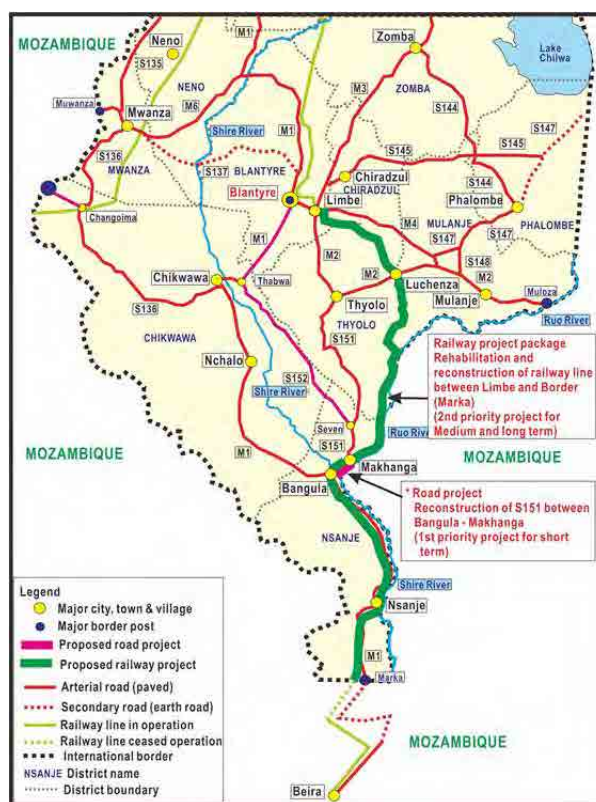 MOZAMBIQUE
Neno
S135
M1
Zomba
Lake
Chilwa
NENO
M3
ZOMBA
Muwanza
M6
S144
Mwanza
Shire River
M1
S147
S136
MWANZA
S137
BLANTYRE
S145
S145
Blantyre
Chiradzul
CHIRADZUL
S144
Changoima
Limbe
Phalombe
MULANJE
M4
S147
S147
PHALOMBE
M1
M2
S148
Chikwawa
Thabwa
M2
Luchenza
M2
Mulanje
Muloza
S136
Thyolo
THYOLO
Ruo River
CHIKWAWA
S151
Nchalo
Railway project package
Rehabilitation and
reconstruction of railway line
between Limbe and Border
(Marka)
(2nd priority project for
Medium and long term)
S152
Shire River
Seven
Ruo River
S151
MOZAMBIQUE
M1
MOZAMBIQUE
Makhanga
Bangula
* Road project
Reconstruction of S151 between
Bangula - Makhanga
(1st priority project for short
term)
NSANJE
Shire River
Nsanje
M1
Marka
MOZAMBIQUE
Beira
Legend
Major city, town & village
Major border post
Proposed road project
Proposed railway project
Arterial road (paved)
Secondary road (earth road)
Railway line in operation
Railway line ceased operation
International border
NSANJE District name
District boundary